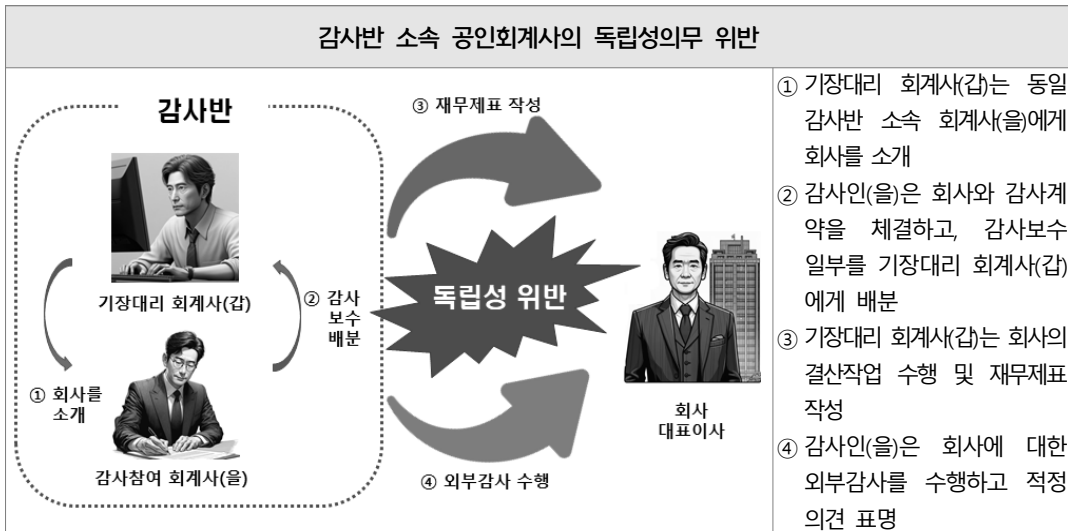 감사반 소속 공인회계사의 독립성의무 위반
감사반
기장대리 회계사(갑)
① 회사를
소개
② 감사
보수
배분
감사참여 회계사(을)
③ 재무제표 작성
독립성 위반
④ 외부감사 수행
회사
대표이사
① 기장대리 회계사(갑)는 동일
감사반 소속 회계사(을)에게
회사를 소개
② 감사인(을)은 회사와 감사계
약을 체결하고, 감사보수
일부를 기장대리 회계사(갑)
에게 배분
③ 기장대리 회계사(갑)는 회사의
결산작업 수행 및 재무제표
작성
④ 감사인(을)은 회사에 대한
외부감사를 수행하고 적정
의견 표명